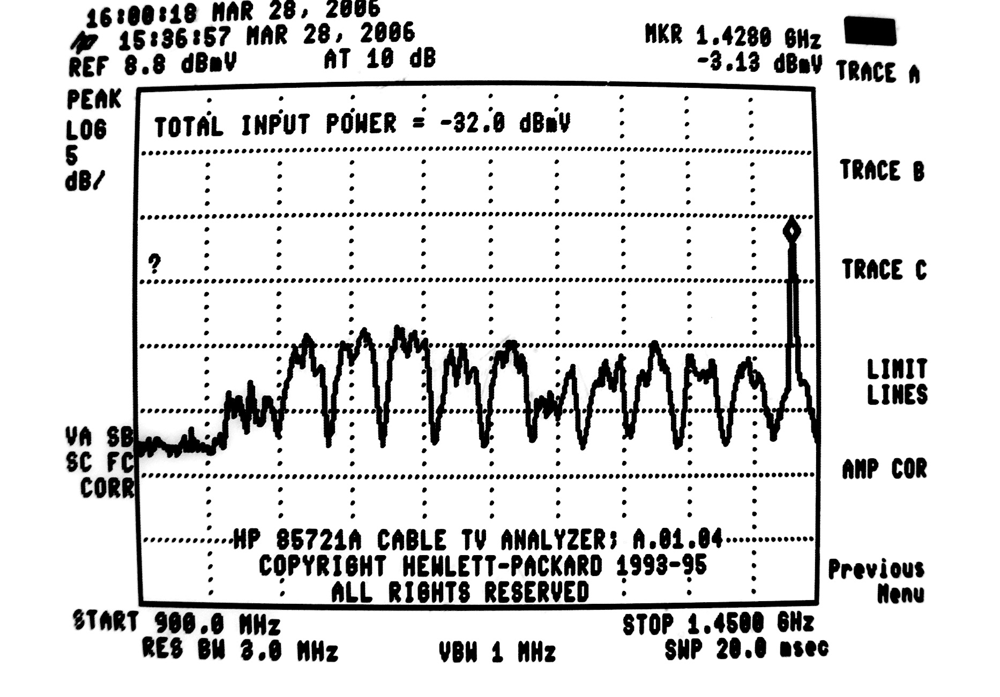 16:00:18 MAR 28, 2006
15:36:57 MAR 28, 2006
REF 8.8 dBmV AT 10 dB
MKR 1.4280 GHz
-3.13 dBmV
TRACE A
PEAK
LOG
5
dB/
TOTAL INPUT POWER = -32.0 dBmV
TRACE B
?
TRACE C
LIMIT
LINES
VA SB
SC FC
CORR
AMP COR
HP 85721A CABLE TV ANALYZER; A.01.04
COPYRIGHT HEWLETT-PACKARD 1993-95
ALL RIGHTS RESERVED
Previous
Menu
START 900.0 MHz STOP 1.4500 GHz
RES BW 3.0 MHz VBW 1 MHz SWP 20.0 msec